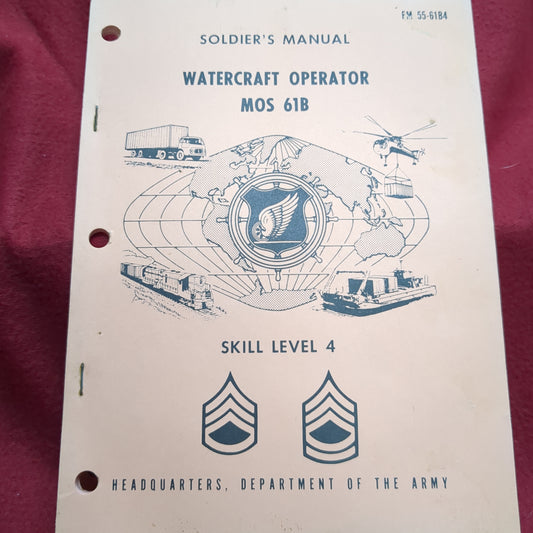 FM 55-61B4
SOLDIER'S MANUAL
WATERCRAFT OPERATOR
MOS 61B
SKILL LEVEL 4
HEADQUARTERS, DEPARTMENT OF THE ARMY